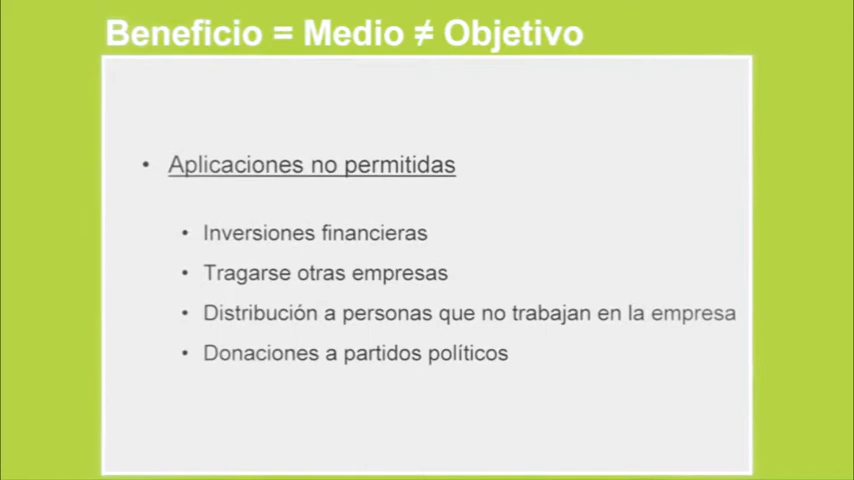 Beneficio = Medio ≠ Objetivo
• Aplicaciones no permitidas
• Inversiones financieras
• Tragarse otras empresas
• Distribución a personas que no trabajan en la empresa
• Donaciones a partidos políticos